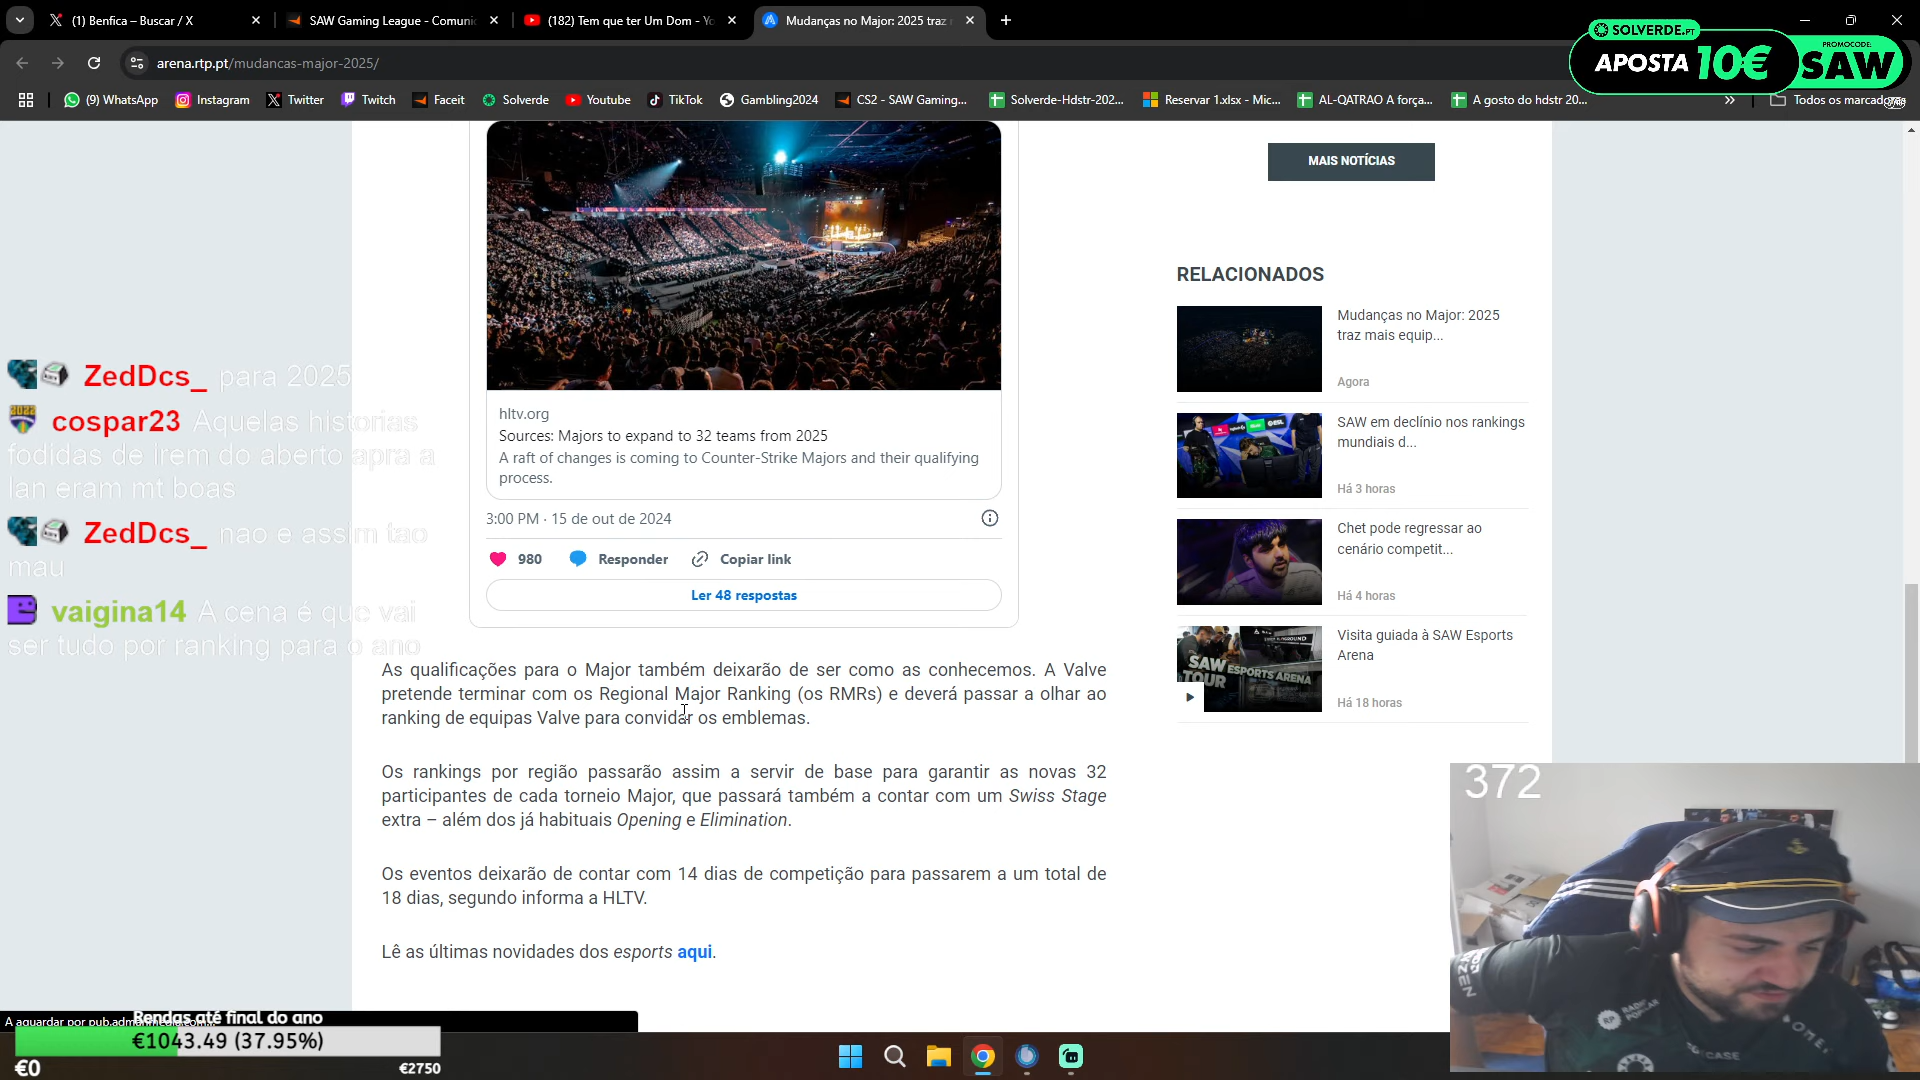 (1) Benfica – Buscar / X
SAW Gaming League - Comuni
(182) Tem que ter Um Dom - Yo
Mudanças no Major: 2025 traz
arena.rtp.pt/mudancas-major-2025/
SOLVERDE.PT
APOSTA 10€
PROMOCODE:
SAW
(9) WhatsApp
Instagram
Twitter
Twitch
Faceit
Solverde
Youtube
TikTok
Gambling2024
CS2 - SAW Gaming...
Solverde-Hdstr-202...
Reservar 1.xlsx - Mic...
AL-QATRAO A força...
A gosto do hdstr 20...
»
Todos os marcadores
MAIS NOTÍCIAS
RELACIONADOS
Mudanças no Major: 2025
traz mais equip...
Agora
SAW em declínio nos rankings
mundiais d...
Há 3 horas
Chet pode regressar ao
cenário competit...
Há 4 horas
SAW
TOUR
ESPORTS ARENA
Visita guiada à SAW Esports
Arena
Há 18 horas
ZedDcs_ para 2025
cospar23 Aquelas historias
fodidas de irem do aberto apra a
lan eram mt boas
ZedDcs_ nao e assim tao
mau
vaigina14 A cena é que vai
ser tudo por ranking para o ano
hltv.org
Sources: Majors to expand to 32 teams from 2025
A raft of changes is coming to Counter-Strike Majors and their qualifying
process.
3:00 PM · 15 de out de 2024
980
Responder
Copiar link
Ler 48 respostas
As qualificações para o Major também deixarão de ser como as conhecemos. A Valve
pretende terminar com os Regional Major Ranking (os RMRs) e deverá passar a olhar ao
ranking de equipas Valve para convidar os emblemas.
Os rankings por região passarão assim a servir de base para garantir as novas 32
participantes de cada torneio Major, que passará também a contar com um Swiss Stage
extra – além dos já habituais Opening e Elimination.
Os eventos deixarão de contar com 14 dias de competição para passarem a um total de
18 dias, segundo informa a HLTV.
Lê as últimas novidades dos esports aqui.
372
Rendas até final do ano
€1043.49 (37.95%)
€0
€2750